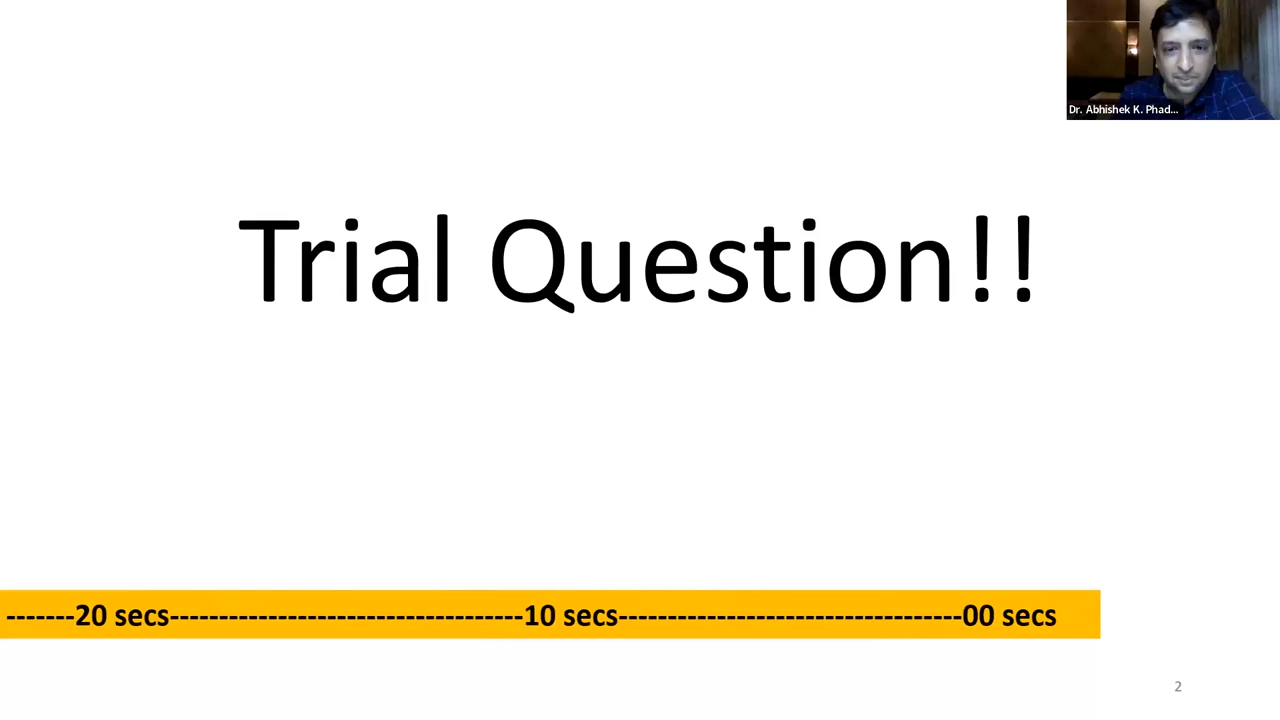 Dr. Abhishek K. Phad...
Trial Question!!
-------20 secs------------------------------------10 secs-----------------------------------00 secs
2